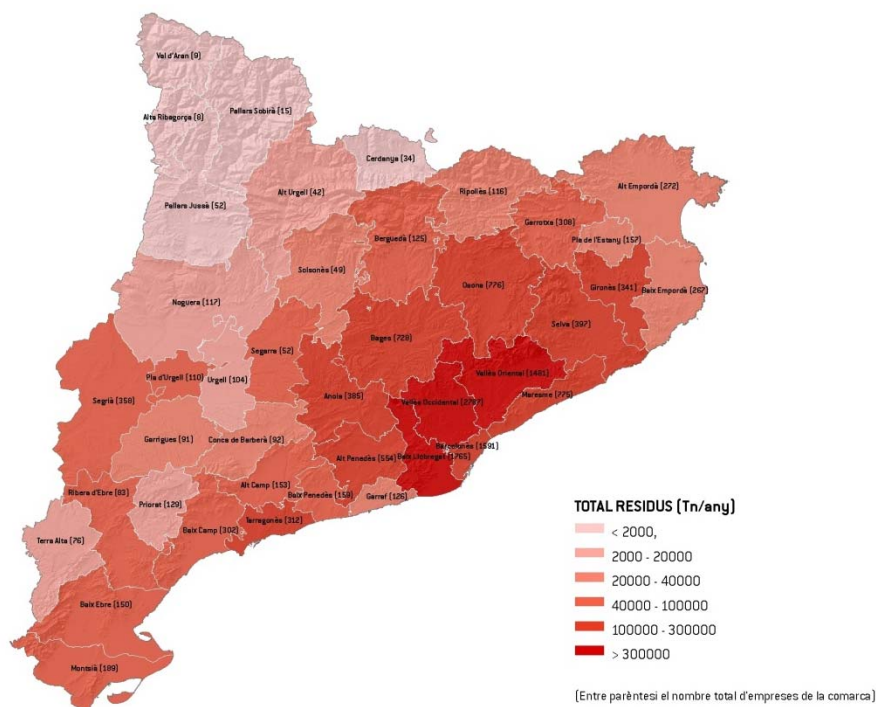 Val d'Aran (9)
Pallars Sobirà (15)
Alta Ribagorça (8)
Cerdanya (34)
Alt Urgell (42)
Ripollès (116)
Alt Empordà (272)
Pallars Jussà (52)
Garrotxa (308)
Berguedà (125)
Pla de l'Estany (157)
Solsonès (49)
Osona (776)
Gironès (341)
Baix Empordà (267)
Noguera (117)
Selva (397)
Bages (728)
Segarra (52)
Vallès Oriental (1481)
Pla d'Urgell (110)
Urgell (104)
Anoia (385)
Maresme (775)
Segrià (358)
Vallès Occidental (2797)
Garrigues (91)
Conca de Barberà (92)
Barcelonès (1591)
Alt Penedès (554)
Baix Llobregat (1765)
Alt Camp (153)
Ribera d'Ebre (83)
Baix Penedès (159)
Garraf (126)
Priorat (129)
Tarragonès (312)
Baix Camp (302)
Terra Alta (76)
Baix Ebre (150)
Montsià (189)
TOTAL RESIDUS (Tn/any)
< 2000,
2000 - 20000
20000 - 40000
40000 - 100000
100000 - 300000
> 300000
(Entre parèntesi el nombre total d'empreses de la comarca)